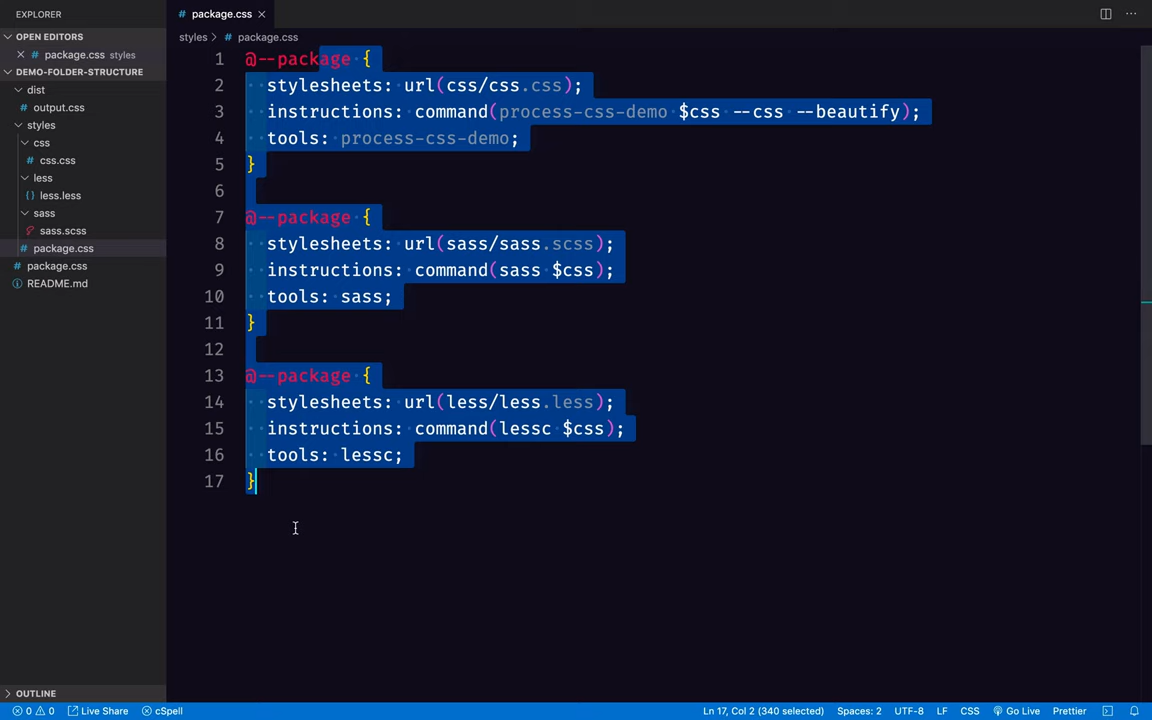 EXPLORER
OPEN EDITORS
# package.css styles
DEMO-FOLDER-STRUCTURE
dist
# output.css
styles
css
# css.css
less
{} less.less
sass
sass.scss
# package.css
# package.css
README.md
OUTLINE
# package.css
styles > # package.css
1 @--package {
2 stylesheets: url(css/css.css);
3 instructions: command(process-css-demo $css --css --beautify);
4 tools: process-css-demo;
5 }
6
7 @--package {
8 stylesheets: url(sass/sass.scss);
9 instructions: command(sass $css);
10 tools: sass;
11 }
12
13 @--package {
14 stylesheets: url(less/less.less);
15 instructions: command(lessc $css);
16 tools: lessc;
17 }
0 0 Live Share cSpell Ln 17, Col 2 (340 selected) Spaces: 2 UTF-8 LF CSS Go Live Prettier